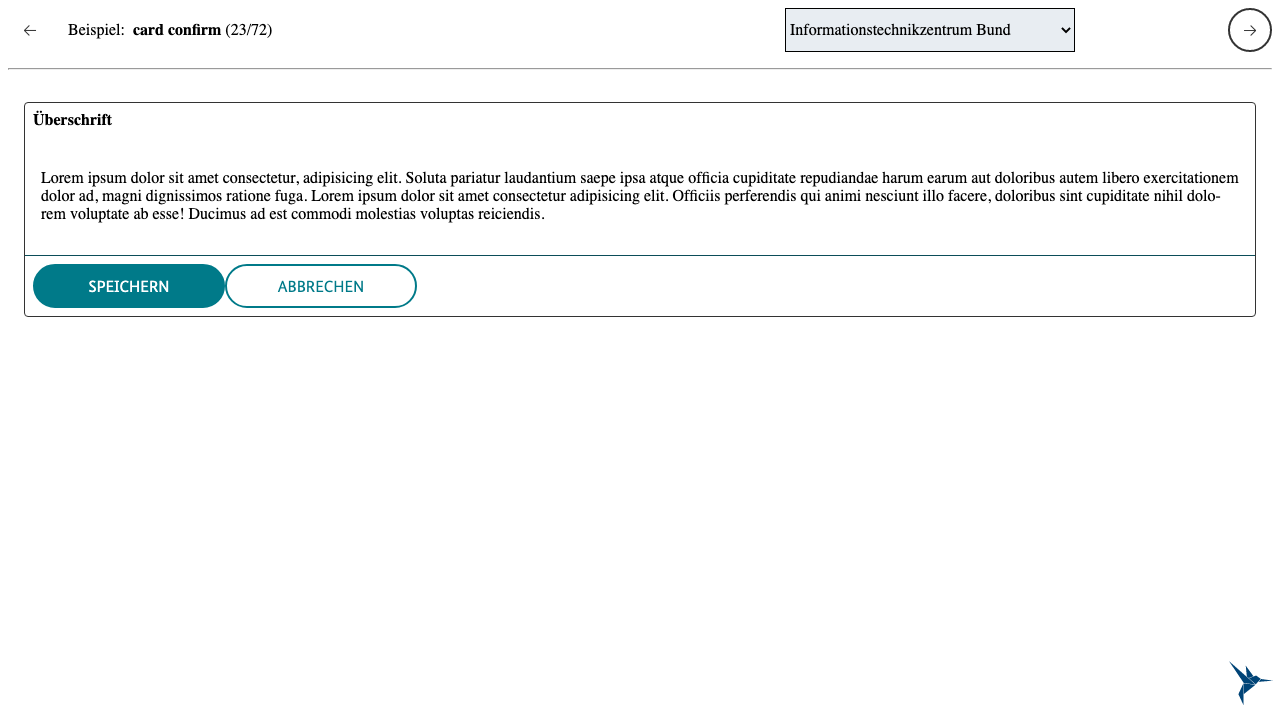 Beispiel: card confirm (23/72)
Informationstechnikzentrum Bund
Überschrift
Lorem ipsum dolor sit amet consectetur, adipisicing elit. Soluta pariatur laudantium saepe ipsa atque officia cupiditate repudiandae harum earum aut doloribus autem libero exercitationem
dolor ad, magni dignissimos ratione fuga. Lorem ipsum dolor sit amet consectetur adipisicing elit. Officiis perferendis qui animi nesciunt illo facere, doloribus sint cupiditate nihil dolo-
rem voluptate ab esse! Ducimus ad est commodi molestias voluptas reiciendis.
SPEICHERN
ABBRECHEN